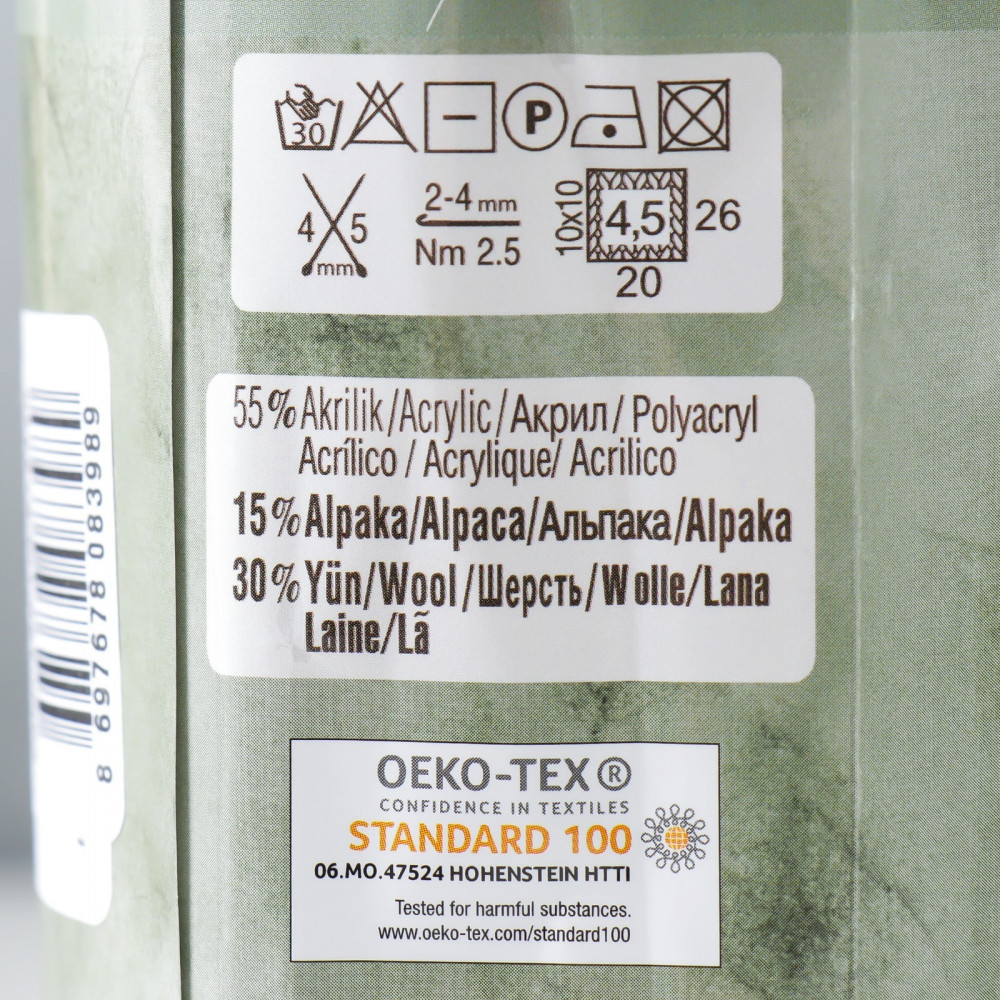 30
P
4 5
mm
2-4 mm
Nm 2.5
10x10
4,5
26
20
55% Akrilik/Acrylic/Акрил/Polyacryl
Acrílico / Acrylique/ Acrilico
15% Alpaka/Alpaca/Альпака/Alpaka
30% Yün/Wool/Шерсть/Wolle/Lana
Laine/Lã
8 697678 083989
OEKO-TEX®
CONFIDENCE IN TEXTILES
STANDARD 100
06.MO.47524 HOHENSTEIN HTTI
Tested for harmful substances.
www.oeko-tex.com/standard100